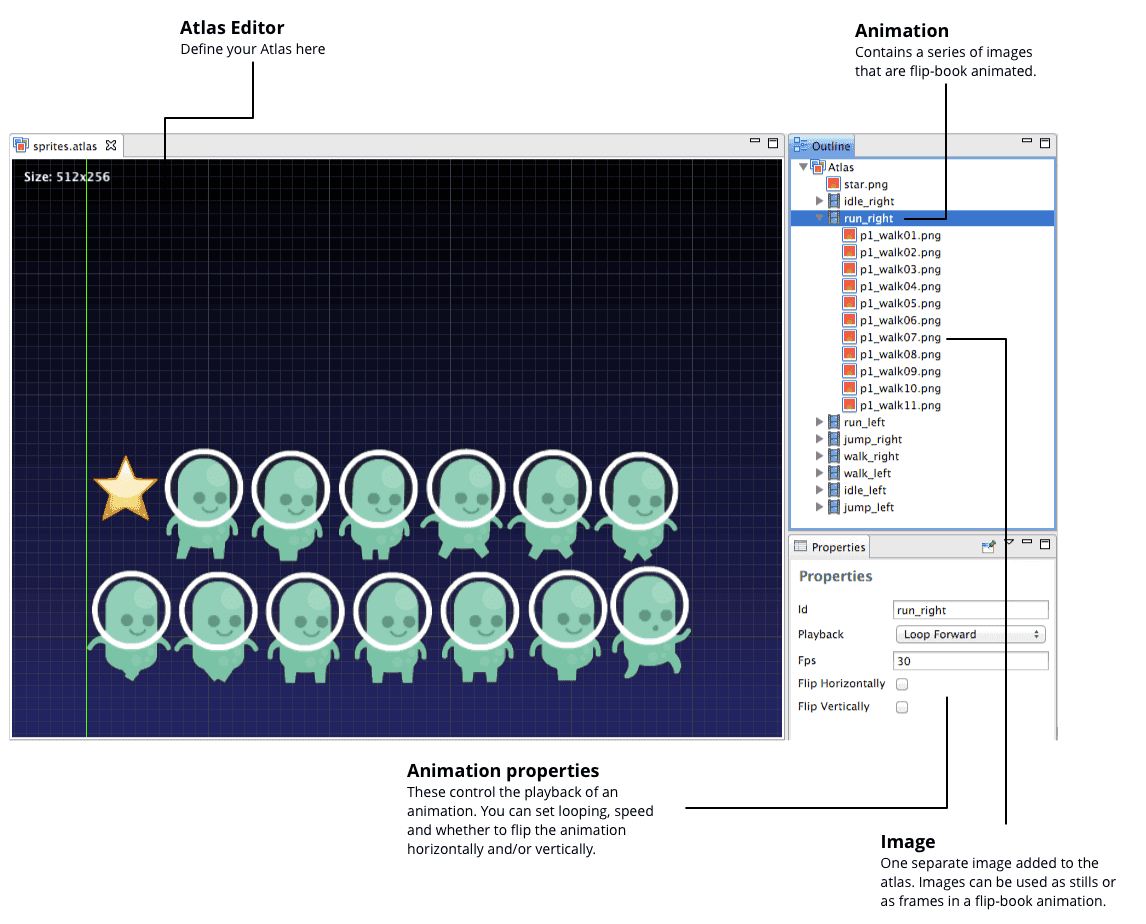 Atlas Editor
Define your Atlas here
Animation
Contains a series of images
that are flip-book animated.
sprites.atlas
Size: 512x256
Outline
Atlas
star.png
idle_right
run_right
p1_walk01.png
p1_walk02.png
p1_walk03.png
p1_walk04.png
p1_walk05.png
p1_walk06.png
p1_walk07.png
p1_walk08.png
p1_walk09.png
p1_walk10.png
p1_walk11.png
run_left
jump_right
walk_right
walk_left
idle_left
jump_left
Properties
Properties
Id run_right
Playback Loop Forward
Fps 30
Flip Horizontally
Flip Vertically
Animation properties
These control the playback of an
animation. You can set looping, speed
and whether to flip the animation
horizontally and/or vertically.
Image
One separate image added to the
atlas. Images can be used as stills or
as frames in a flip-book animation.